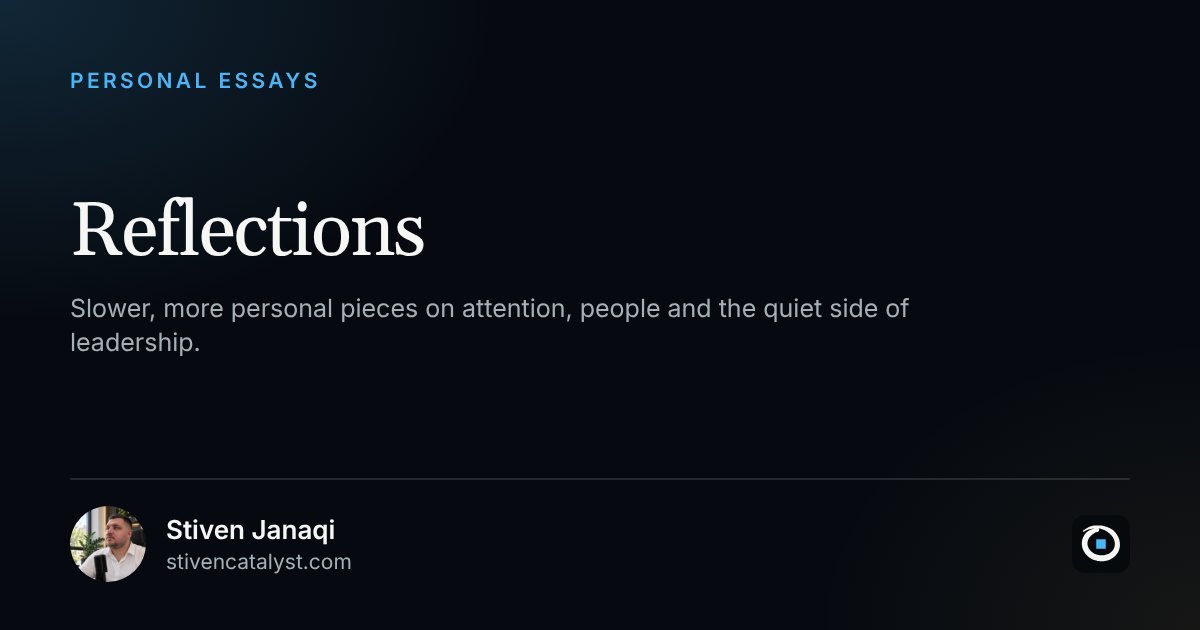 PERSONAL ESSAYS
Reflections
Slower, more personal pieces on attention, people and the quiet side of
leadership.
Stiven Janaqi
stivencatalyst.com